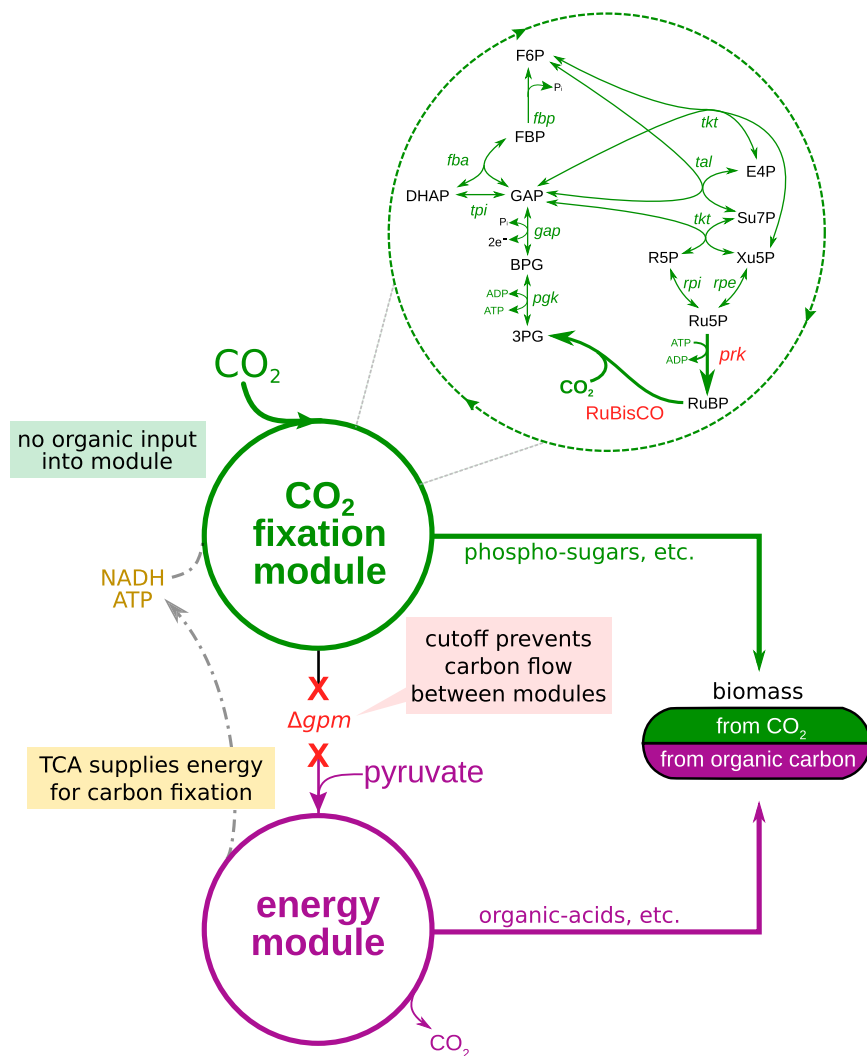 F6P
Pᵢ
fbp
FBP
tkt
fba
tal
E4P
DHAP
GAP
tpi
Su7P
Pᵢ
gap
tkt
2e⁻
BPG
R5P
Xu5P
ADP
pgk
rpi
rpe
ATP
Ru5P
3PG
ATP
prk
ADP
CO₂
CO₂
RuBisCO
RuBP
no organic input
into module
CO₂
fixation
module
phospho-sugars, etc.
NADH
ATP
cutoff prevents
carbon flow
between modules
X
Δgpm
X
biomass
from CO₂
from organic carbon
TCA supplies energy
for carbon fixation
pyruvate
energy
module
organic-acids, etc.
CO₂